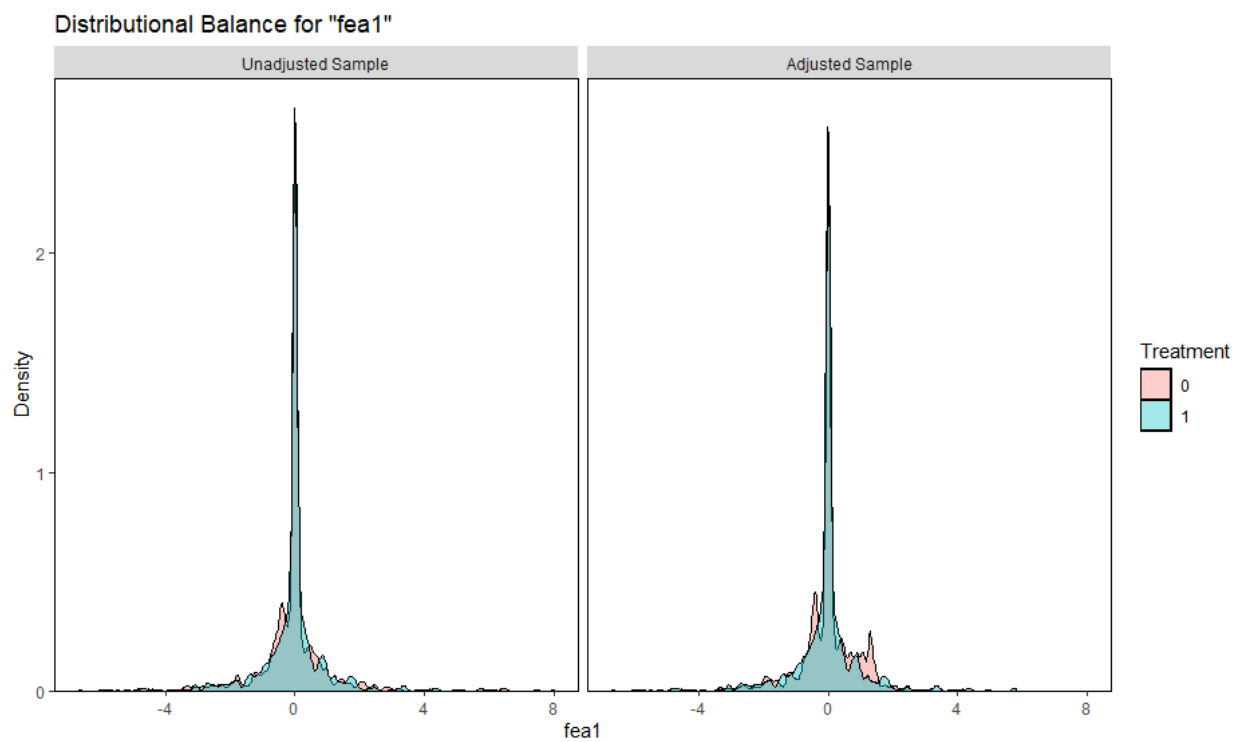 Distributional Balance for "fea1"
Unadjusted Sample
Adjusted Sample
Density
2
1
0
-4
0
4
8
-4
0
4
8
fea1
Treatment
0
1